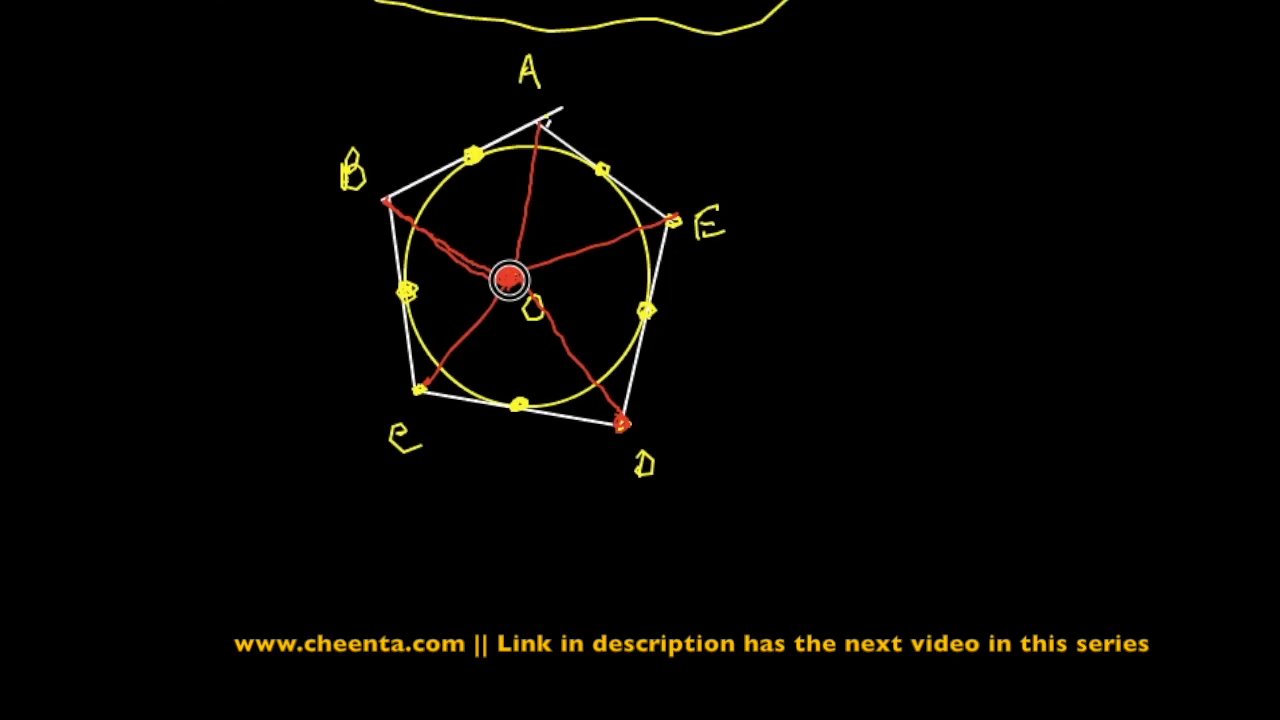 A
B
E
O
C
D
www.cheenta.com || Link in description has the next video in this series